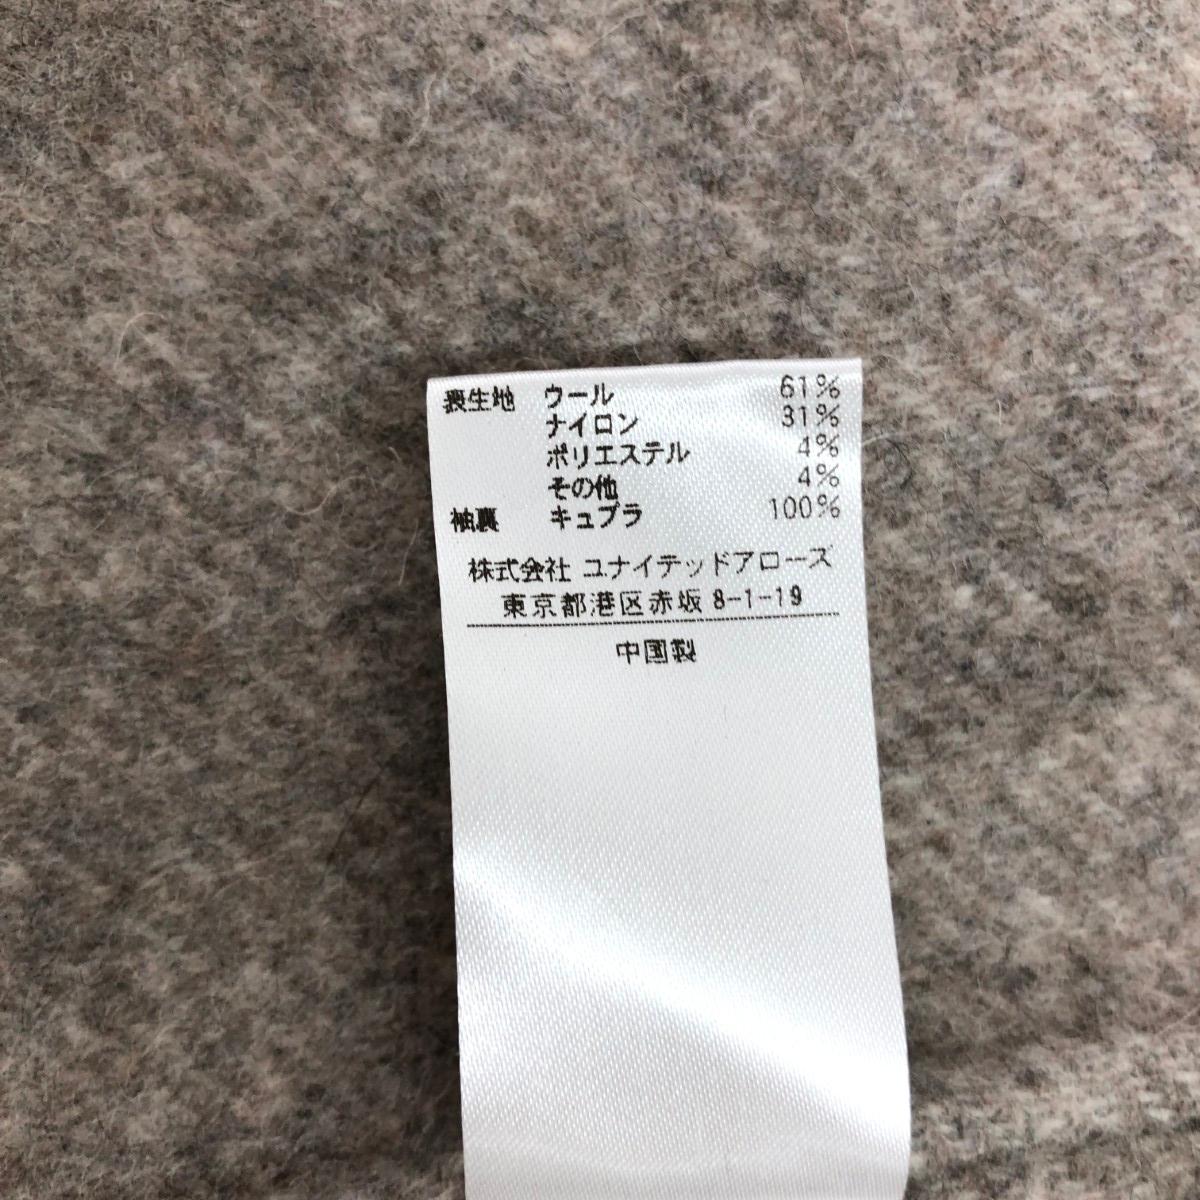 表生地 ウール 61%
ナイロン 31%
ポリエステル 4%
その他 4%
袖裏 キュプラ 100%
株式会社 ユナイテッドアローズ
東京都港区赤坂 8-1-19
中国製